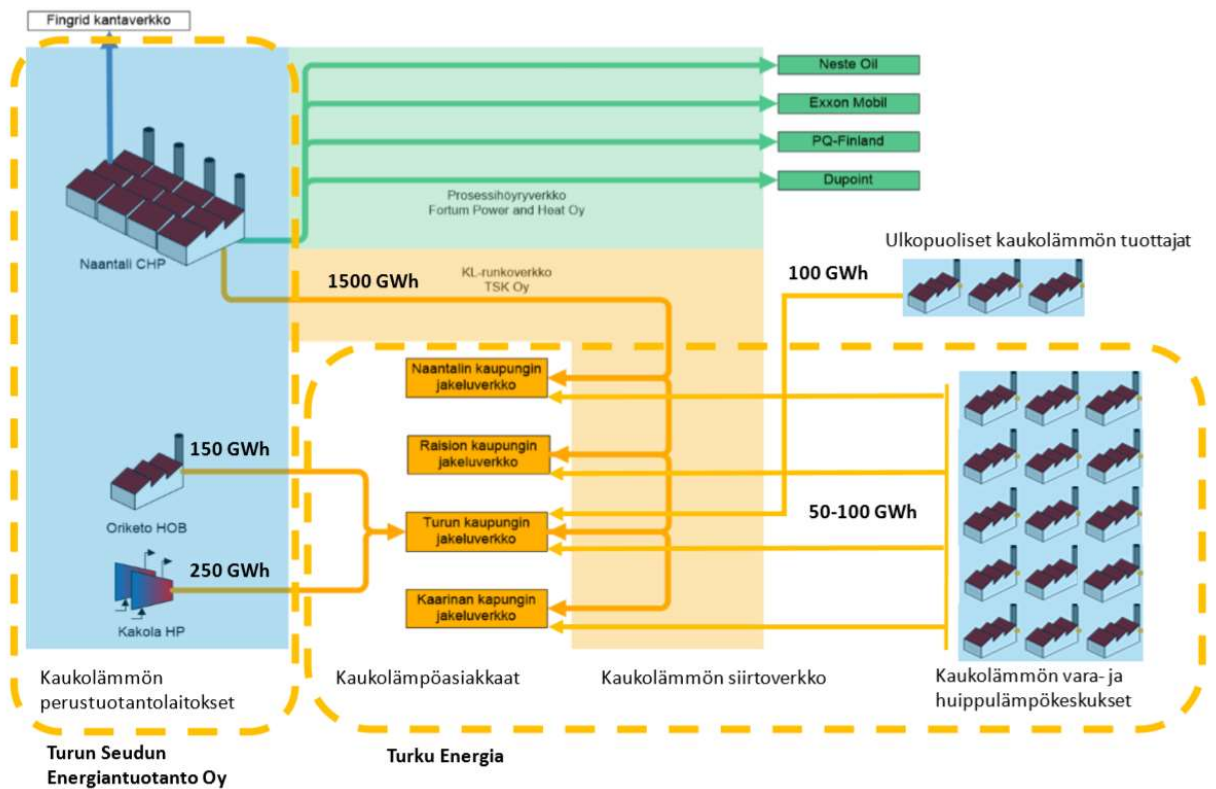 Fingrid kantaverkko
Neste Oil
Exxon Mobil
PQ-Finland
Dupoint
Prosessihöyryverkko
Fortum Power and Heat Oy
Naantali CHP
Ulkopuoliset kaukolämmön tuottajat
1500 GWh
KL-runkoverkko
TSK Oy
100 GWh
Naantalin kaupungin
jakeluverkko
Raision kaupungin
jakeluverkko
150 GWh
Oriketo HOB
Turun kaupungin
jakeluverkko
50-100 GWh
250 GWh
Kakola HP
Kaarinan kapungin
jakeluverkko
Kaukolämmön
perustuotantolaitokset
Kaukolämpöasiakkaat
Kaukolämmön siirtoverkko
Kaukolämmön vara- ja
huippulämpökeskukset
Turun Seudun
Energiantuotanto Oy
Turku Energia